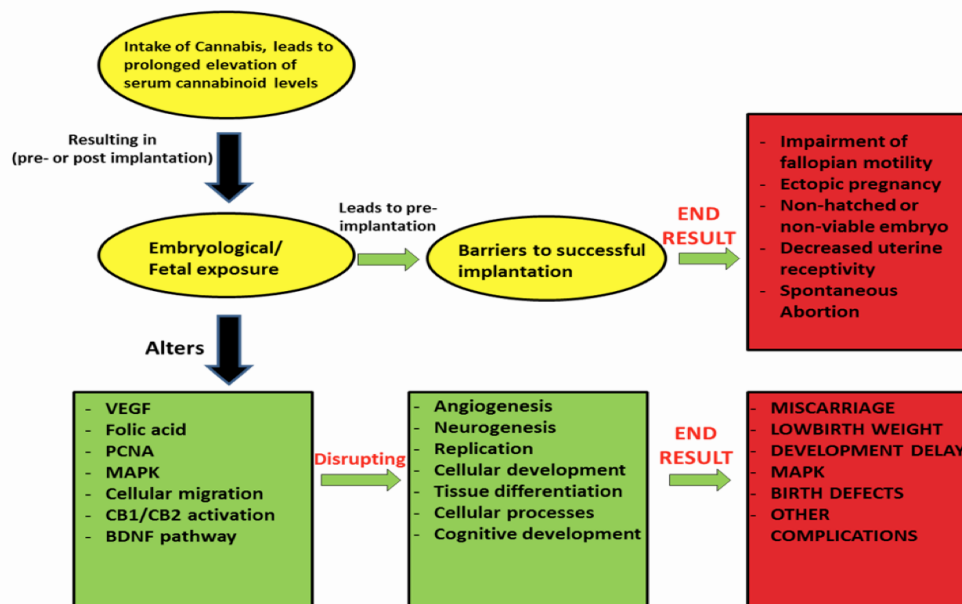 Intake of Cannabis, leads to
prolonged elevation of
serum cannabinoid levels
Resulting in
(pre- or post implantation)
Embryological/
Fetal exposure
Leads to pre-
implantation
Barriers to successful
implantation
END
RESULT
- Impairment of
fallopian motility
- Ectopic pregnancy
- Non-hatched or
non-viable embryo
- Decreased uterine
receptivity
- Spontaneous
Abortion
Alters
- VEGF
- Folic acid
- PCNA
- MAPK
- Cellular migration
- CB1/CB2 activation
- BDNF pathway
Disrupting
- Angiogenesis
- Neurogenesis
- Replication
- Cellular development
- Tissue differentiation
- Cellular processes
- Cognitive development
END
RESULT
- MISCARRIAGE
- LOWBIRTH WEIGHT
- DEVELOPMENT DELAY
- MAPK
- BIRTH DEFECTS
- OTHER
COMPLICATIONS